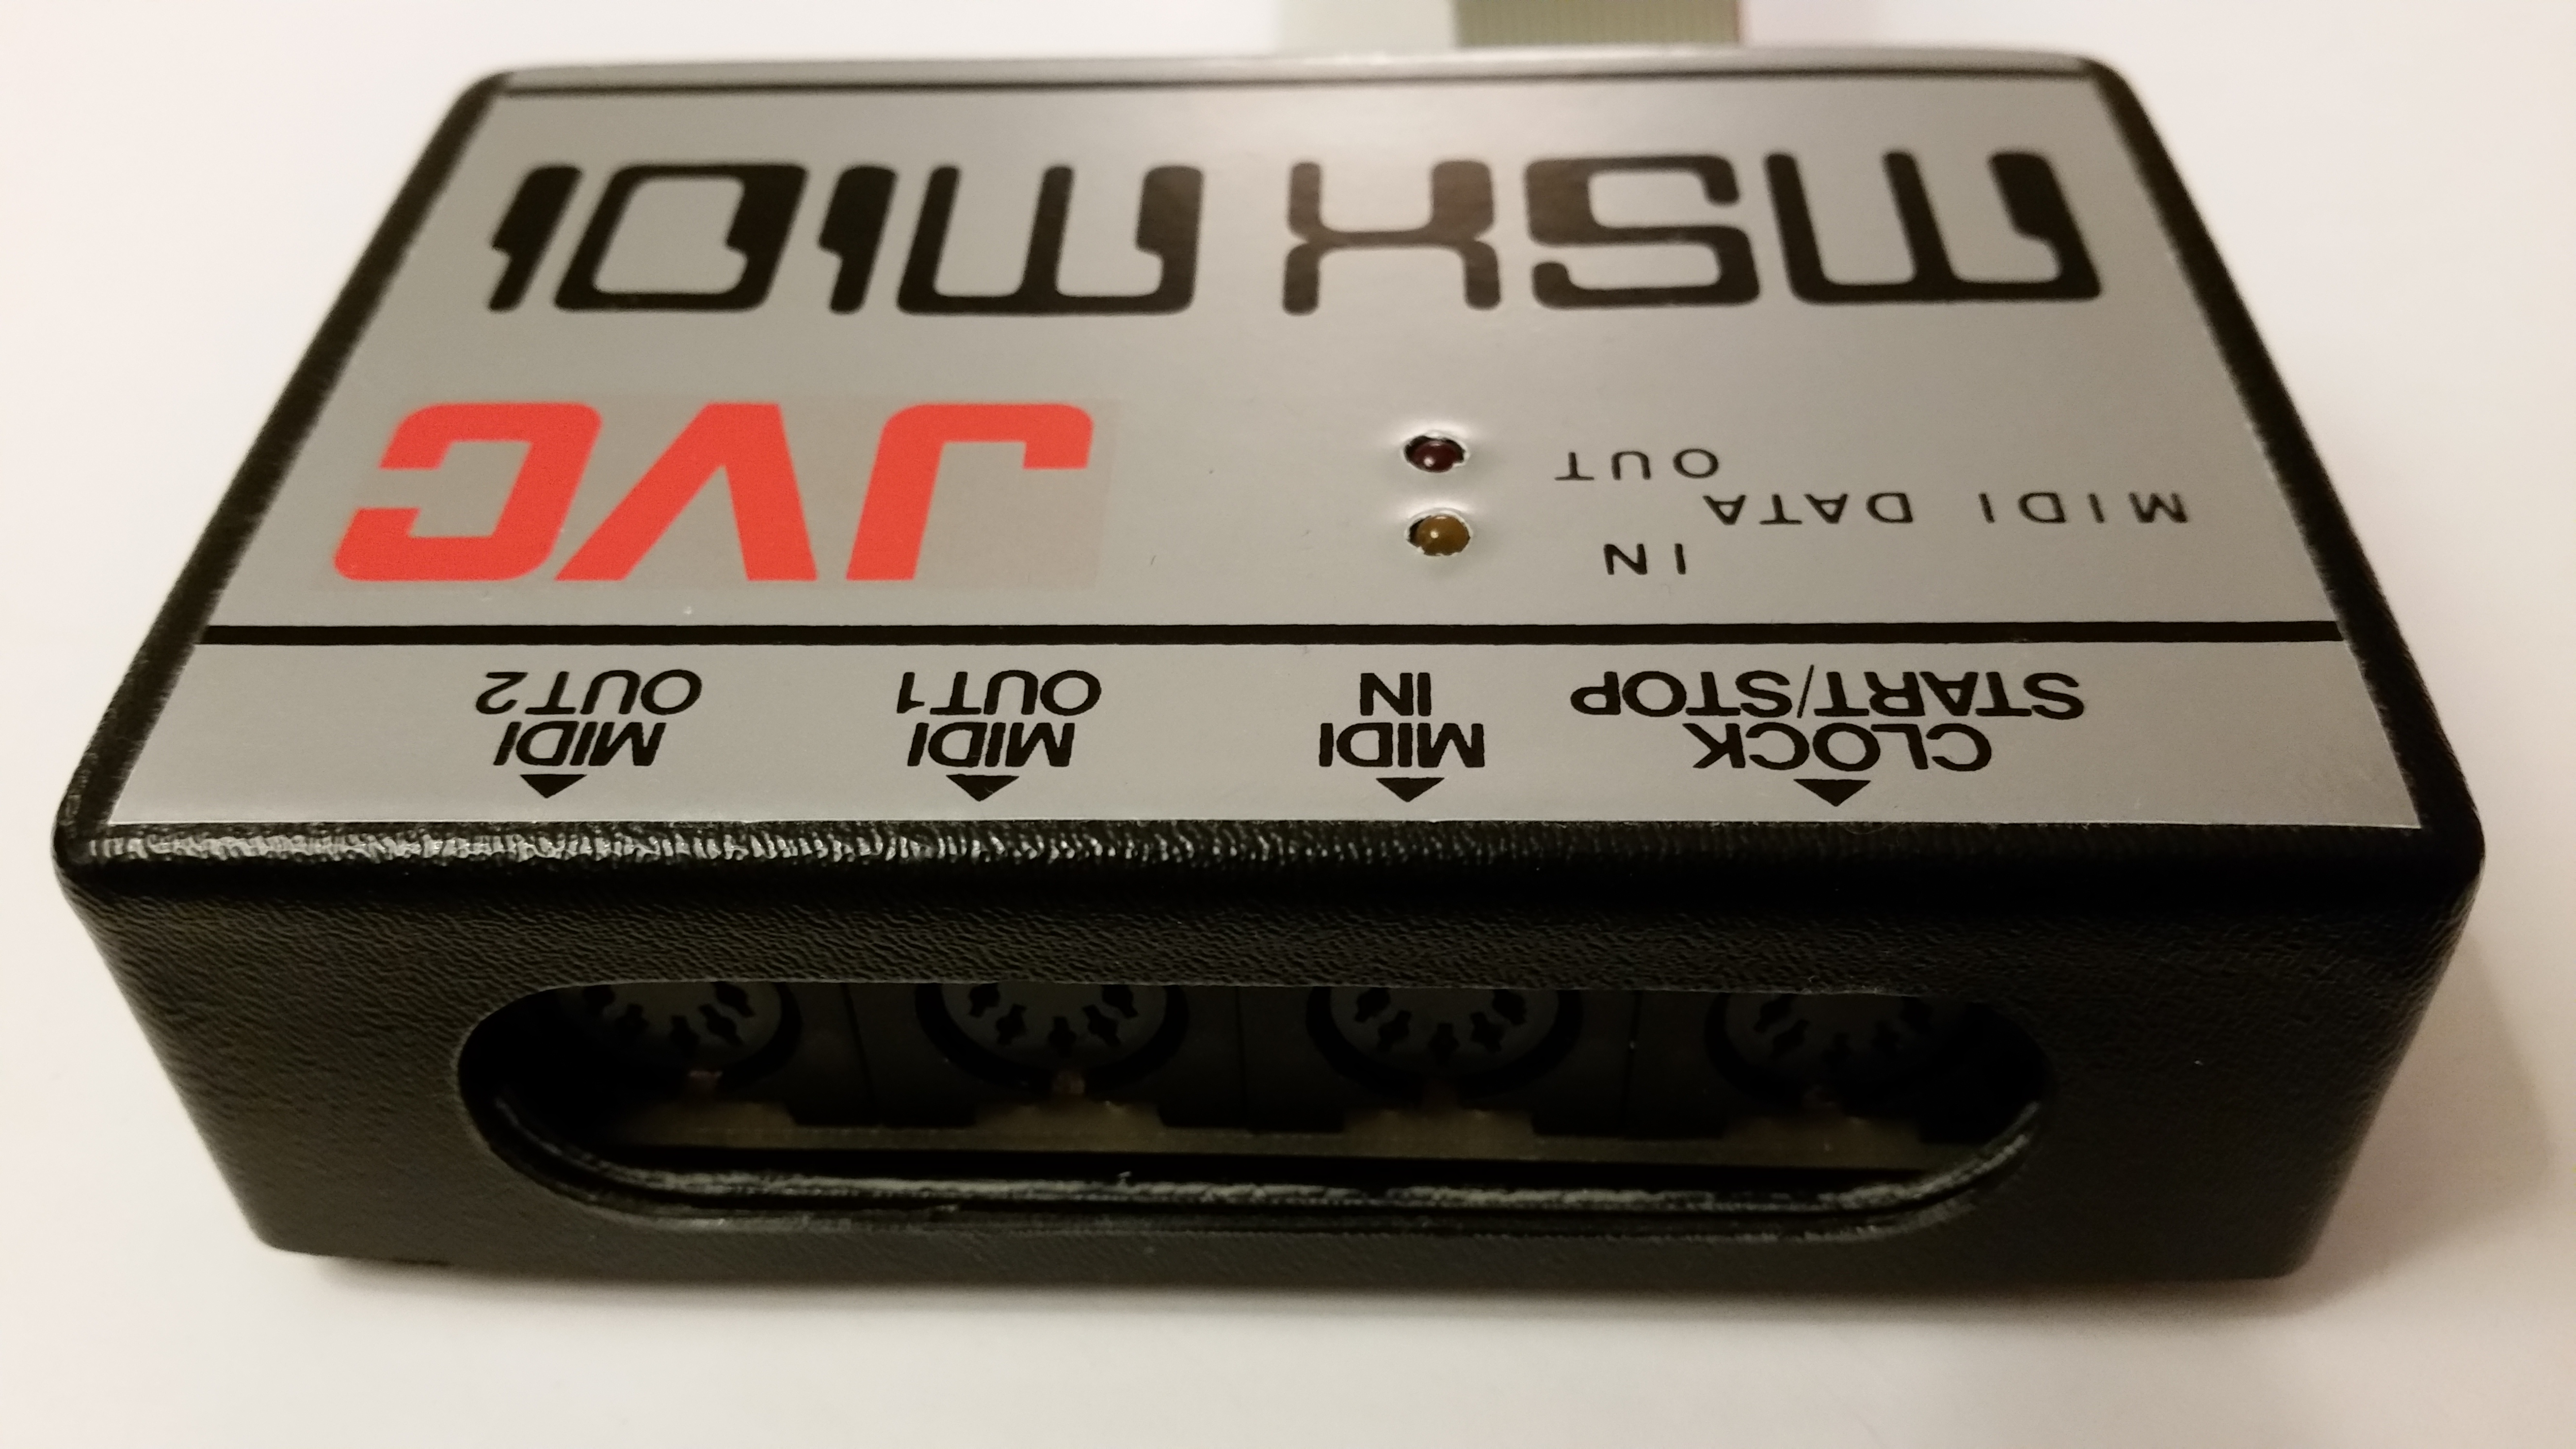 CLOCK
START/STOP
MIDI
IN
MIDI
OUT1
MIDI
OUT2
MIDI DATA
IN
OUT
JVC
MSX MIDI